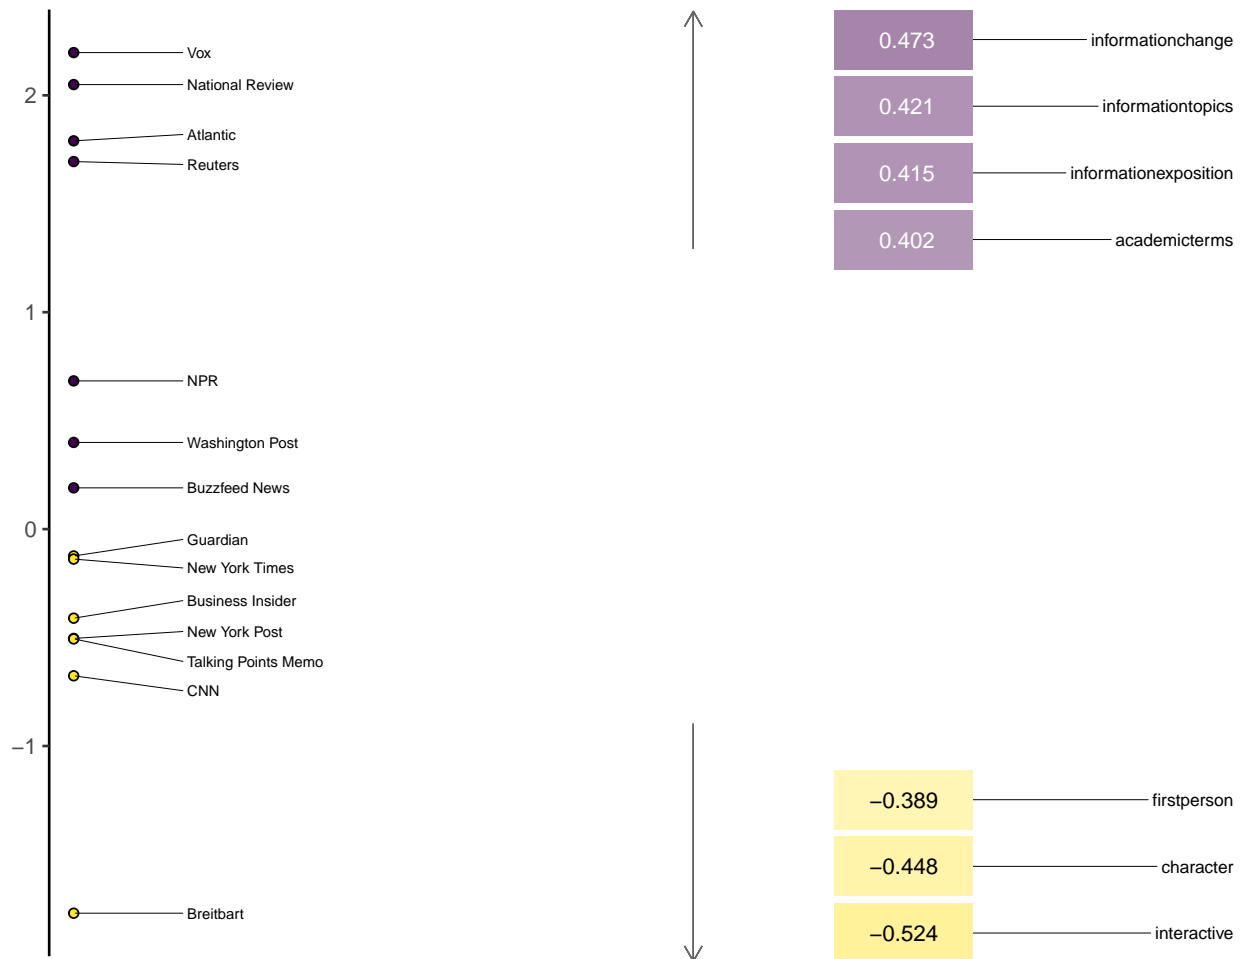 Vox
National Review
2
Atlantic
Reuters
1
NPR
Washington Post
Buzzfeed News
0
Guardian
New York Times
Business Insider
New York Post
Talking Points Memo
CNN
−1
Breitbart
0.473 informationchange
0.421 informationtopics
0.415 informationexposition
0.402 academicterms
−0.389 firstperson
−0.448 character
−0.524 interactive